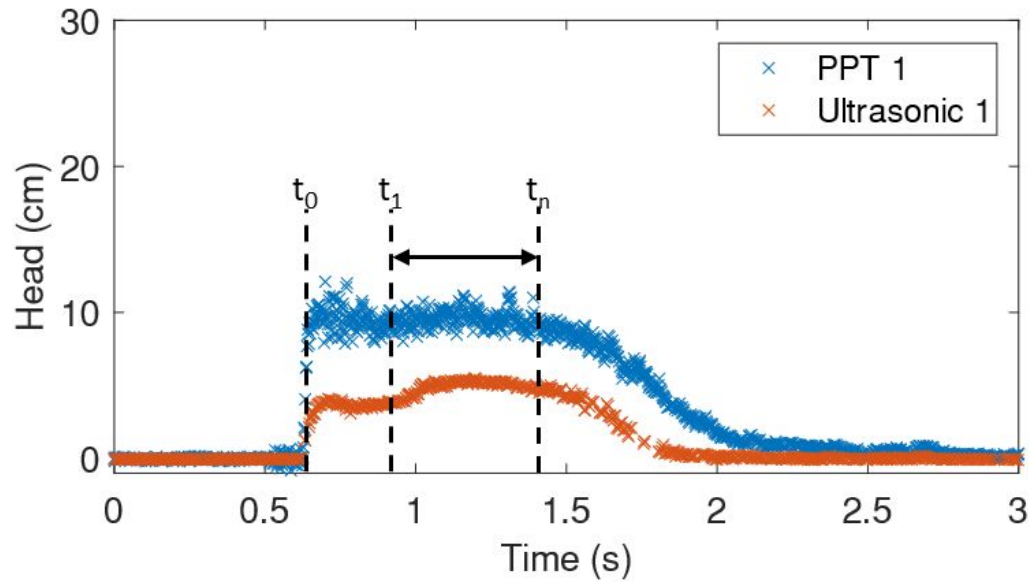 30
20
10
0
Head (cm)
PPT 1
Ultrasonic 1
t₀
t₁
tₙ
0
0.5
1
1.5
2
2.5
3
Time (s)